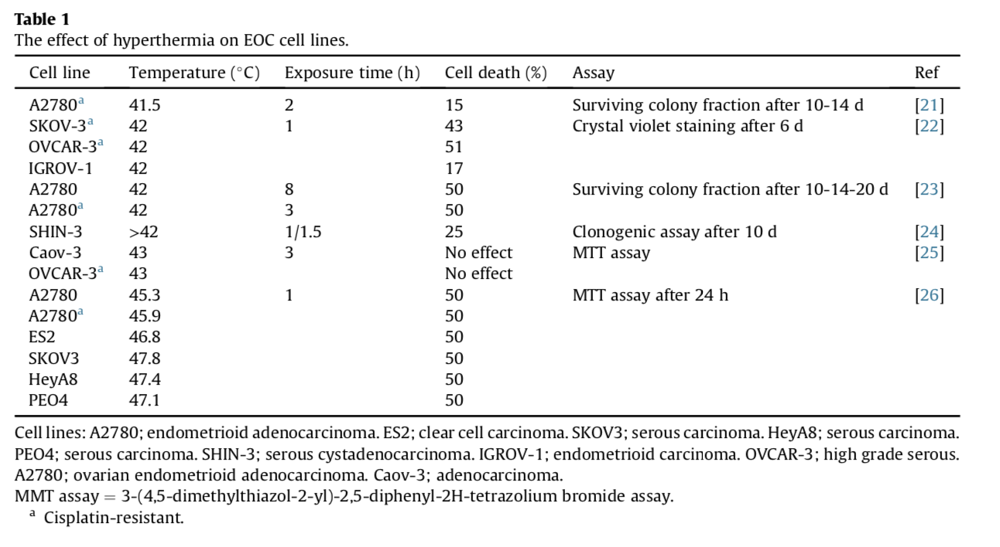 Table 1
The effect of hyperthermia on EOC cell lines.
Cell line Temperature (°C) Exposure time (h) Cell death (%) Assay Ref
A2780a 41.5 2 15 Surviving colony fraction after 10-14 d [21]
SKOV-3a 42 1 43 Crystal violet staining after 6 d [22]
OVCAR-3a 42 51
IGROV-1 42 17
A2780 42 8 50 Surviving colony fraction after 10-14-20 d [23]
A2780a 42 3 50
SHIN-3 >42 1/1.5 25 Clonogenic assay after 10 d [24]
Caov-3 43 3 No effect MTT assay [25]
OVCAR-3a 43 No effect
A2780 45.3 1 50 MTT assay after 24 h [26]
A2780a 45.9 50
ES2 46.8 50
SKOV3 47.8 50
HeyA8 47.4 50
PEO4 47.1 50
Cell lines: A2780; endometrioid adenocarcinoma. ES2; clear cell carcinoma. SKOV3; serous carcinoma. HeyA8; serous carcinoma.
PEO4; serous carcinoma. SHIN-3; serous cystadenocarcinoma. IGROV-1; endometrioid carcinoma. OVCAR-3; high grade serous.
A2780; ovarian endometrioid adenocarcinoma. Caov-3; adenocarcinoma.
MMT assay = 3-(4,5-dimethylthiazol-2-yl)-2,5-diphenyl-2H-tetrazolium bromide assay.
a Cisplatin-resistant.